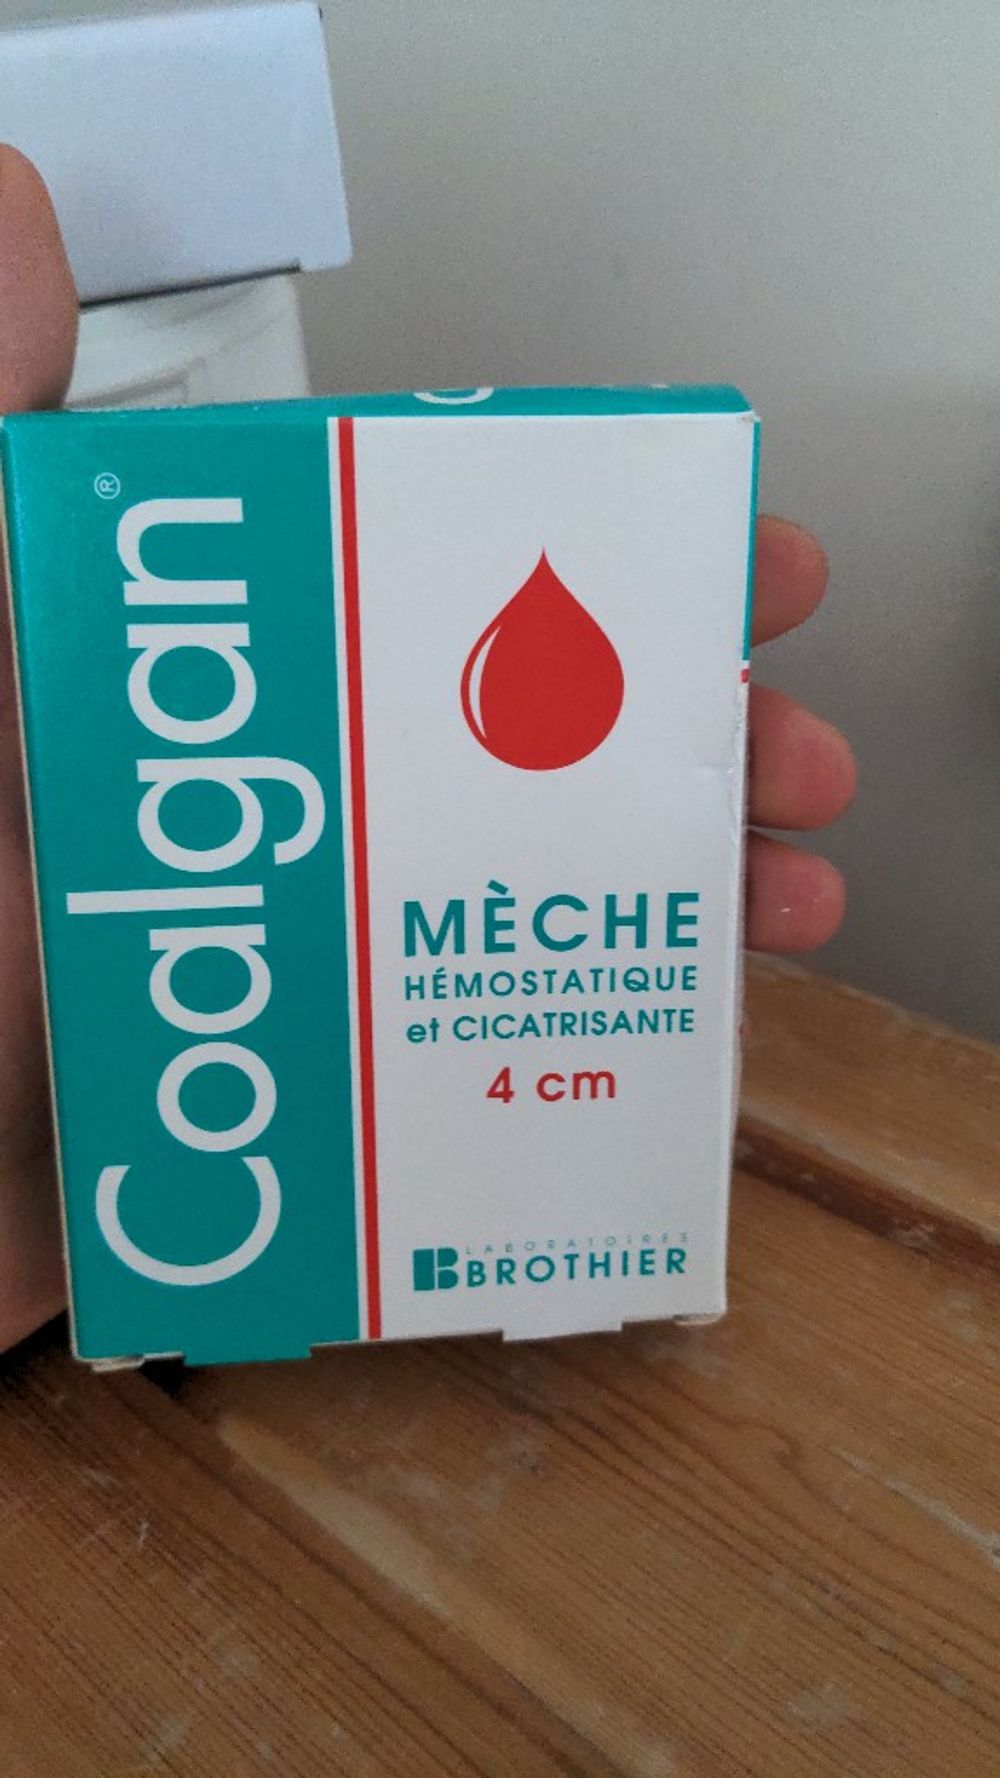 Coalgan®
MÈCHE
HÉMOSTATIQUE
et CICATRISANTE
4 cm
LABORATOIRES
BROTHIER